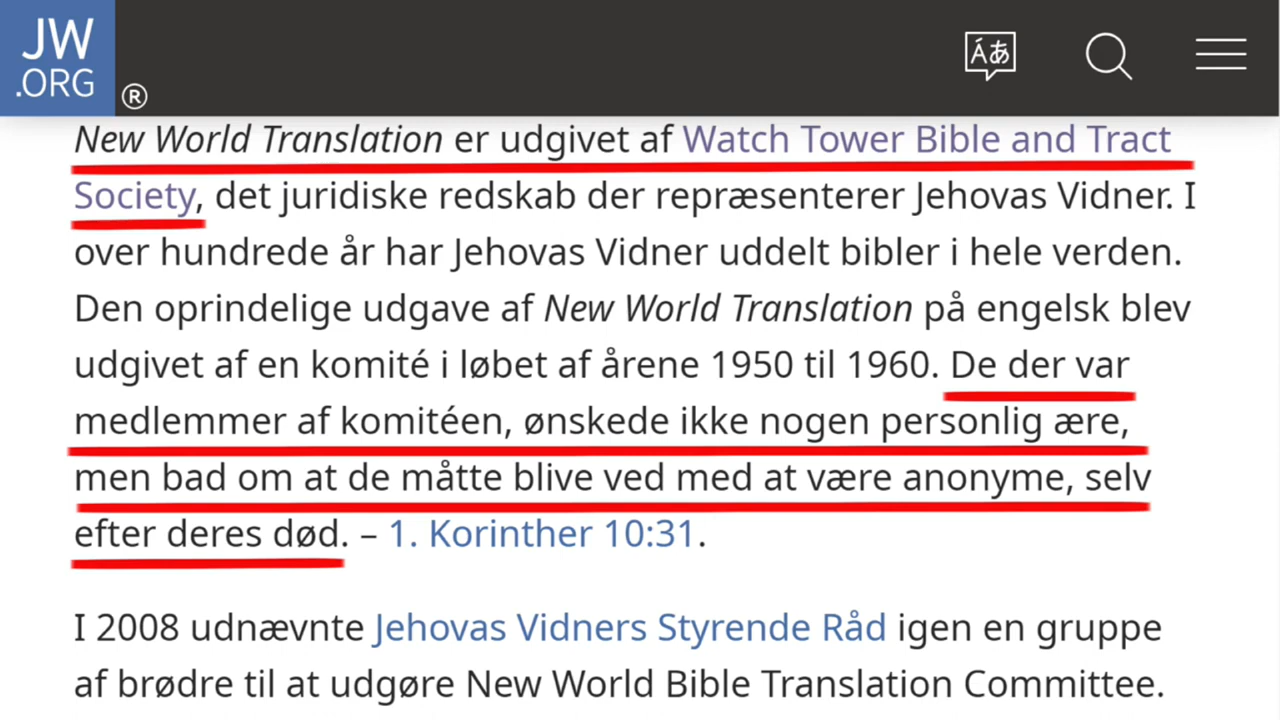 JW
.ORG
®
Áあ
New World Translation er udgivet af Watch Tower Bible and Tract
Society, det juridiske redskab der repræsenterer Jehovas Vidner. I
over hundrede år har Jehovas Vidner uddelt bibler i hele verden.
Den oprindelige udgave af New World Translation på engelsk blev
udgivet af en komité i løbet af årene 1950 til 1960. De der var
medlemmer af komitéen, ønskede ikke nogen personlig ære,
men bad om at de måtte blive ved med at være anonyme, selv
efter deres død. – 1. Korinther 10:31.
I 2008 udnævnte Jehovas Vidners Styrende Råd igen en gruppe
af brødre til at udgøre New World Bible Translation Committee.